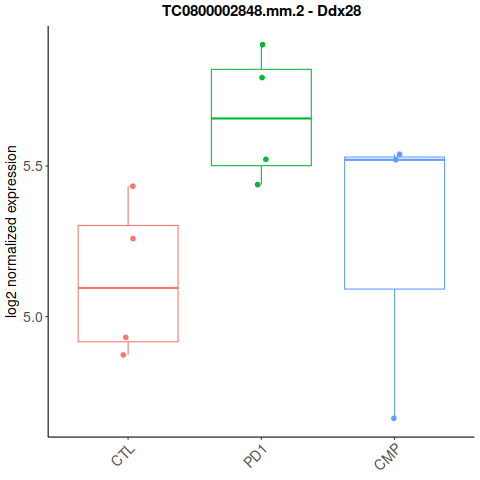 TC0800002848.mm.2 - Ddx28
log2 normalized expression
5.5
5.0
CTL
PD1
CMP